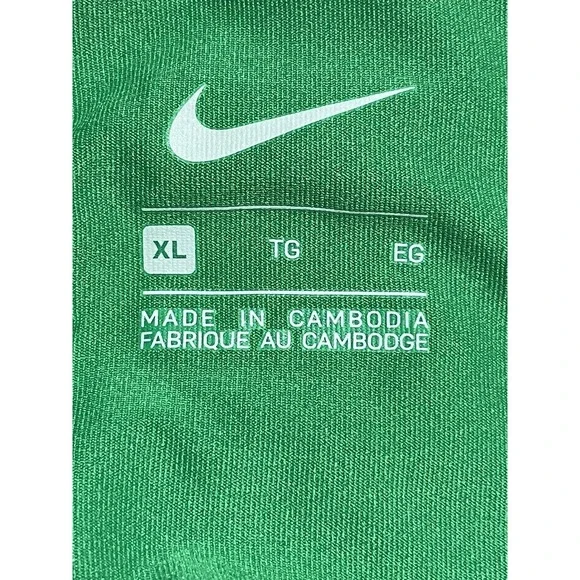 XL TG EG
MADE IN CAMBODIA
FABRIQUE AU CAMBODGE